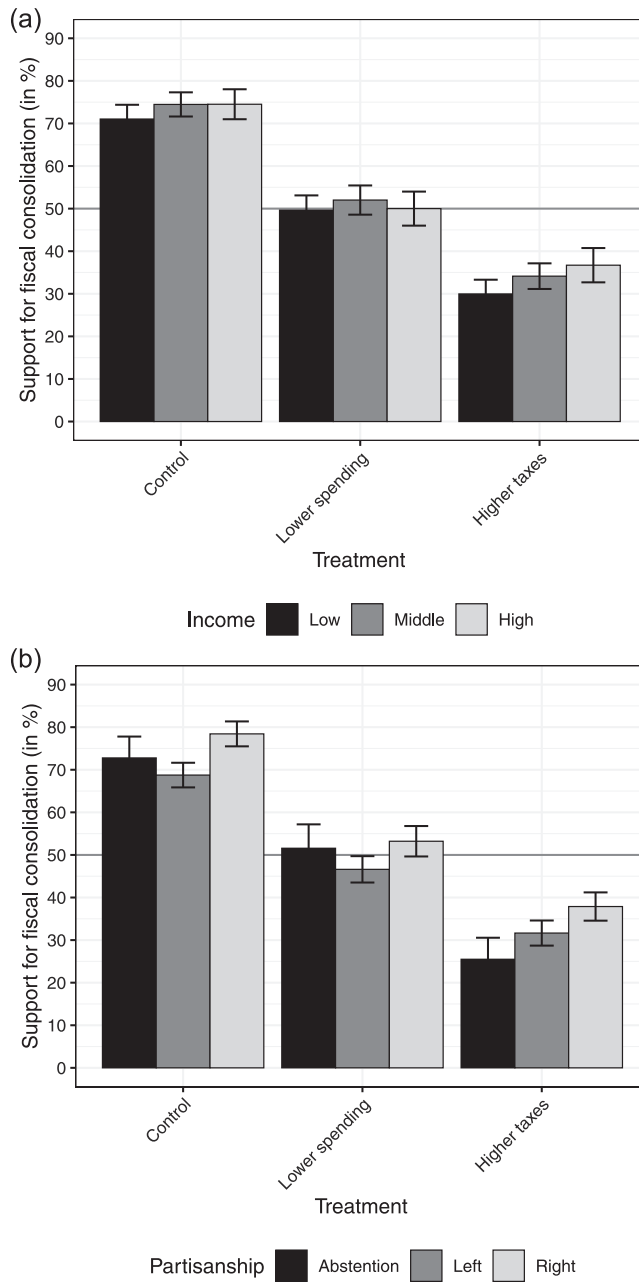 (a)
Support for fiscal consolidation (in %)
90
80
70
60
50
40
30
20
10
0
Control
Lower spending
Higher taxes
Treatment
Income Low Middle High
(b)
Support for fiscal consolidation (in %)
90
80
70
60
50
40
30
20
10
0
Control
Lower spending
Higher taxes
Treatment
Partisanship Abstention Left Right